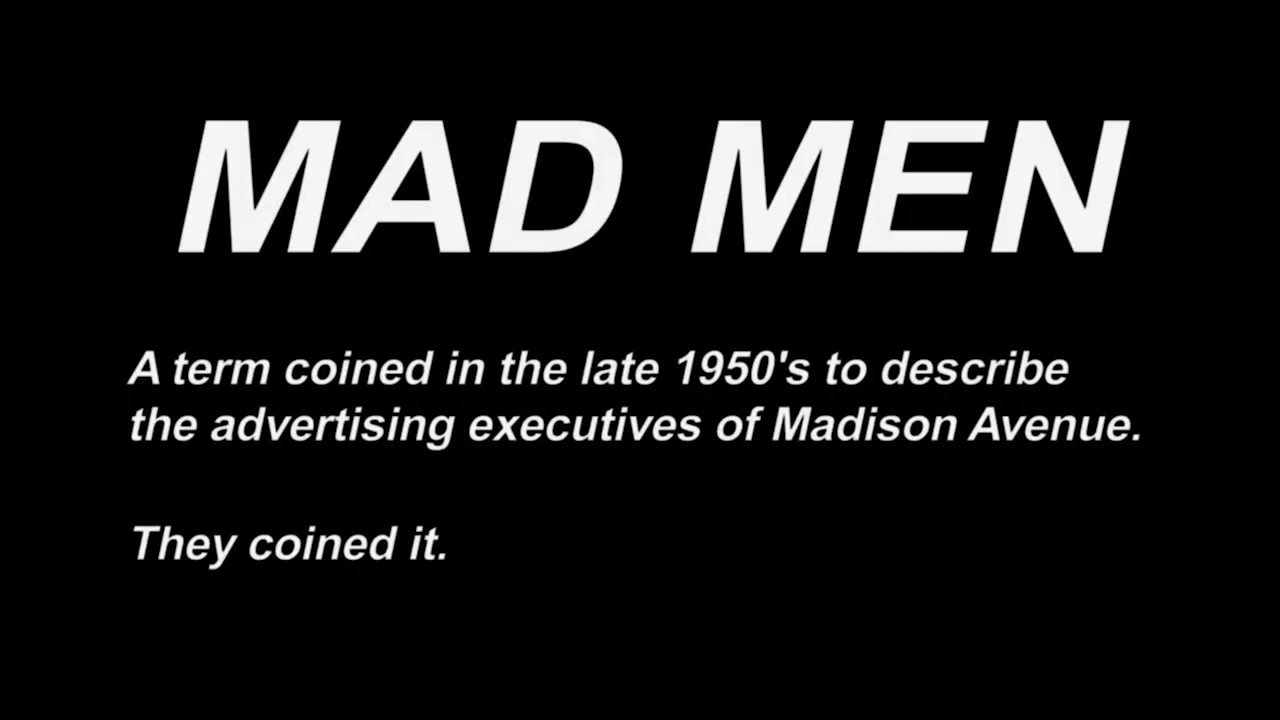 MAD MEN
A term coined in the late 1950's to describe
the advertising executives of Madison Avenue.
They coined it.